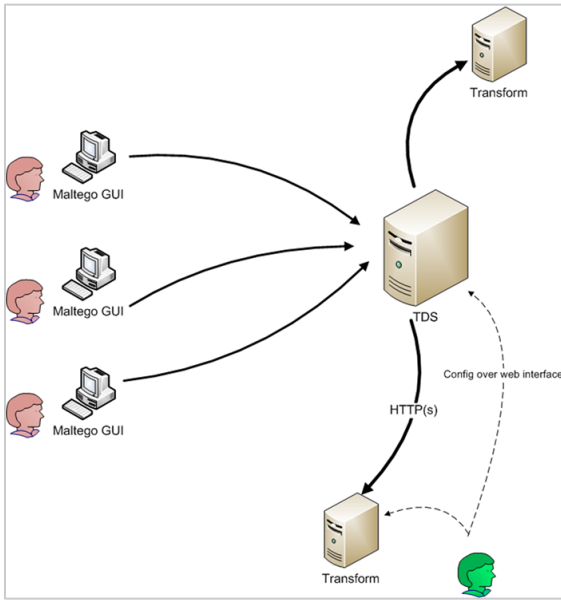 Transform
Maltego GUI
Maltego GUI
TDS
Config over web interface
HTTP(s)
Maltego GUI
Transform